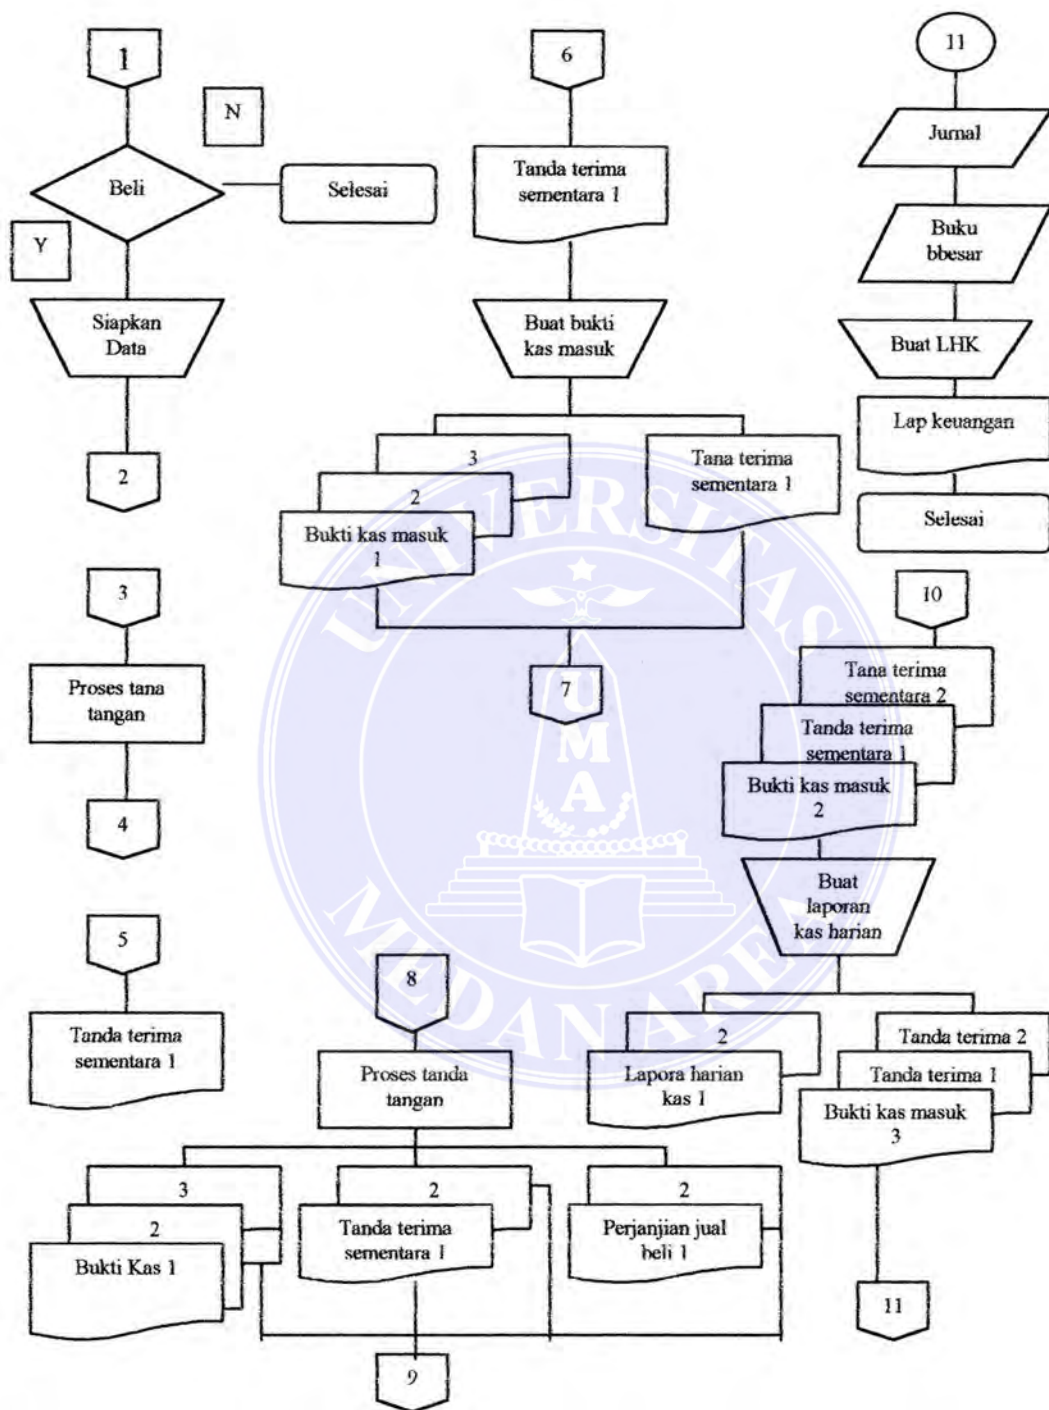 1
N
Beli
Selesai
Y
Siapkan
Data
2
3
Proses tana
tangan
4
5
Tanda terima
sementara 1
6
Tanda terima
sementara 1
Buat bukti
kas masuk
3
2
Bukti kas masuk
1
Tana terima
sementara 1
7
8
Proses tanda
tangan
3
2
Bukti Kas 1
2
Tanda terima
sementara 1
2
Perjanjian jual
beli 1
9
11
Jurnal
Buku
bbesar
Buat LHK
Lap keuangan
Selesai
10
Tana terima
sementara 2
Tanda terima
sementara 1
Bukti kas masuk
2
Buat
laporan
kas harian
2
Lapora harian
kas 1
Tanda terima 2
Tanda terima 1
Bukti kas masuk
3
11
UNIVERSITAS
UMA
MEDAN AREA